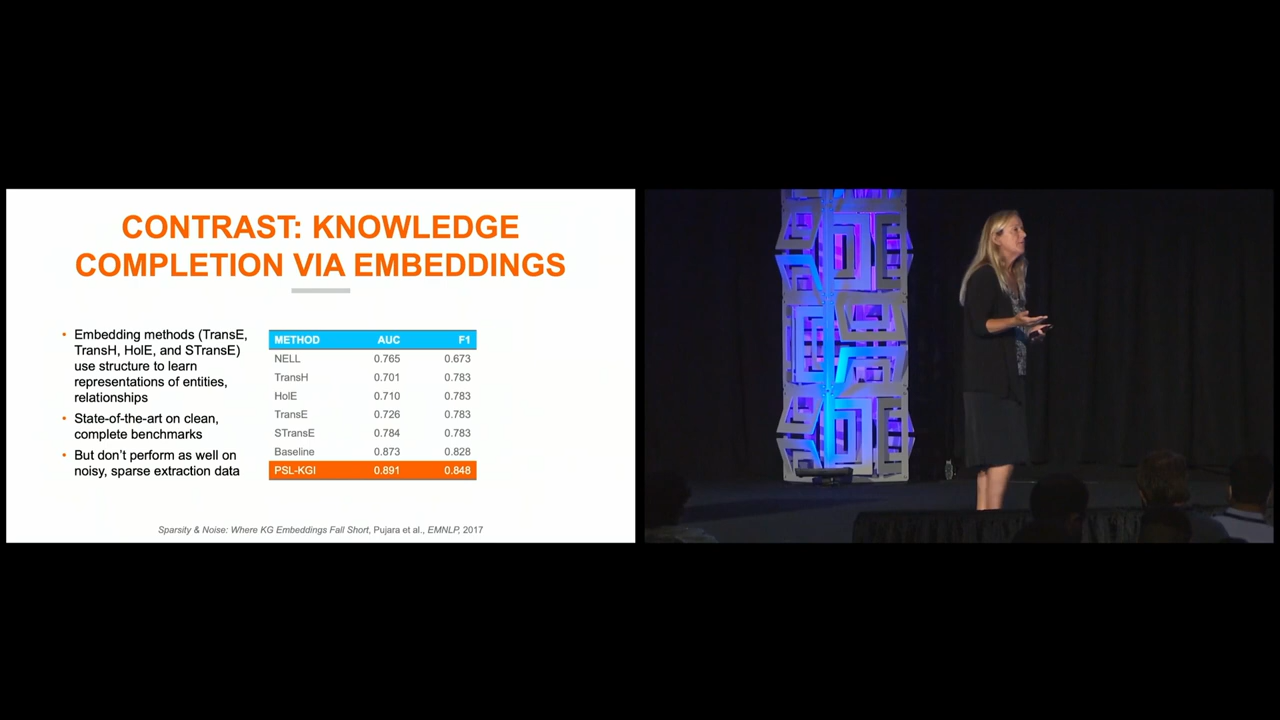 CONTRAST: KNOWLEDGE
COMPLETION VIA EMBEDDINGS
• Embedding methods (TransE,
TransH, HolE, and STransE)
use structure to learn
representations of entities,
relationships
• State-of-the-art on clean,
complete benchmarks
• But don't perform as well on
noisy, sparse extraction data
METHOD AUC F1
NELL 0.765 0.673
TransH 0.701 0.783
HolE 0.710 0.783
TransE 0.726 0.783
STransE 0.784 0.783
Baseline 0.873 0.828
PSL-KGI 0.891 0.848
Sparsity & Noise: Where KG Embeddings Fall Short, Pujara et al., EMNLP, 2017